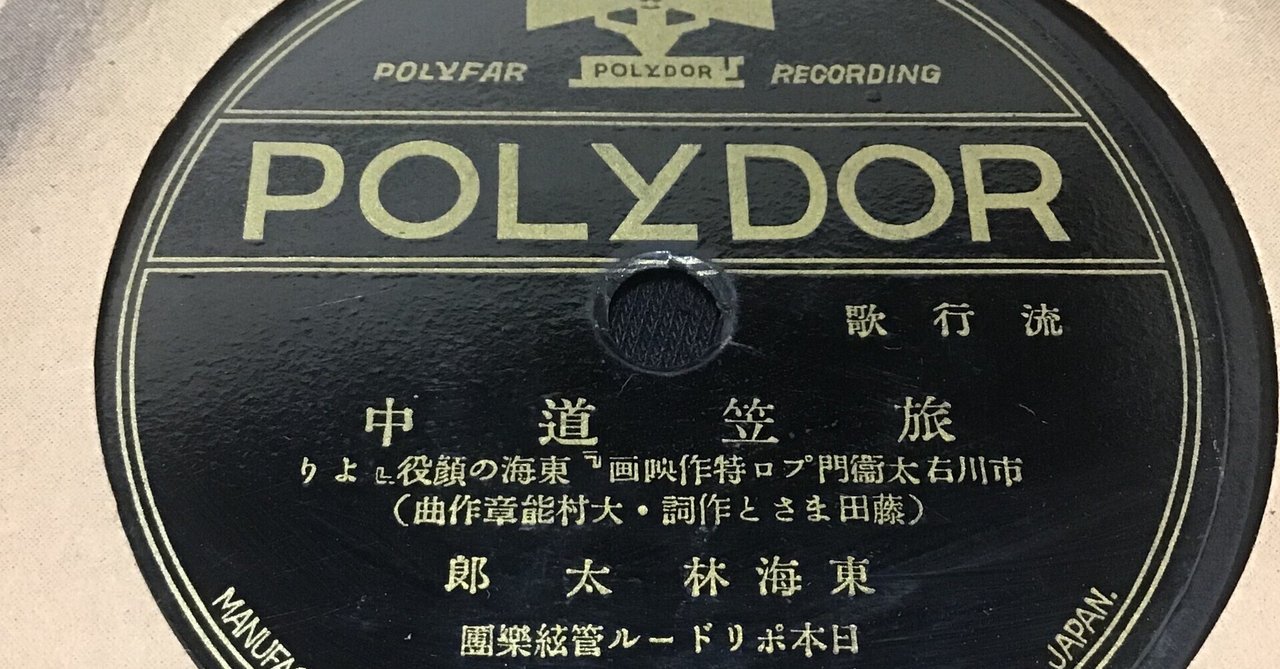 POLYFAR POLYDOR RECORDING
POLYDOR
流行歌
旅笠道中
市川右太衞門プロ特作映画『東海の顔役』より
(藤田まさと作詞・大村能章作曲)
東海林太郎
日本ポリドール管絃樂團
MANUFAC
JAPAN.